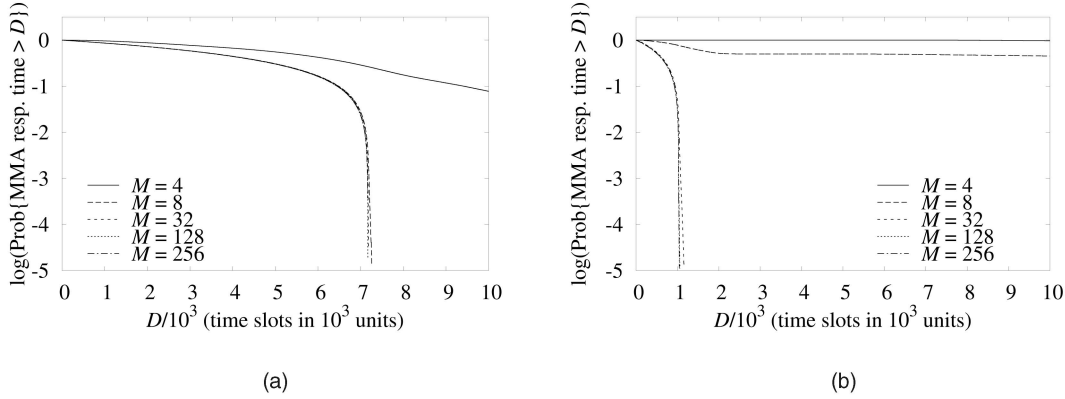 log(Prob{MMA resp. time > D})
0
-1
-2
-3
-4
-5
M = 4
M = 8
M = 32
M = 128
M = 256
0 1 2 3 4 5 6 7 8 9 10
D/10³ (time slots in 10³ units)
(a)
log(Prob{MMA resp. time > D})
0
-1
-2
-3
-4
-5
M = 4
M = 8
M = 32
M = 128
M = 256
0 1 2 3 4 5 6 7 8 9 10
D/10³ (time slots in 10³ units)
(b)